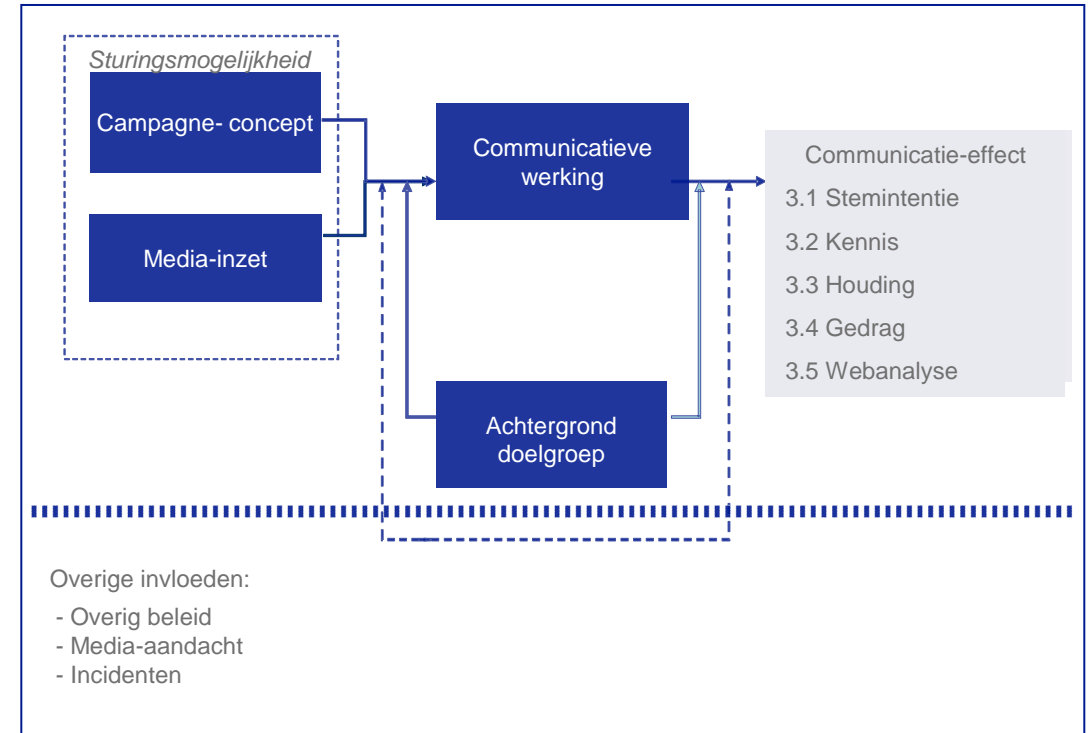 Sturingsmogelijkheid
Campagne- concept
Media-inzet
Communicatieve
werking
Achtergrond
doelgroep
Communicatie-effect
3.1 Stemintentie
3.2 Kennis
3.3 Houding
3.4 Gedrag
3.5 Webanalyse
Overige invloeden:
- Overig beleid
- Media-aandacht
- Incidenten